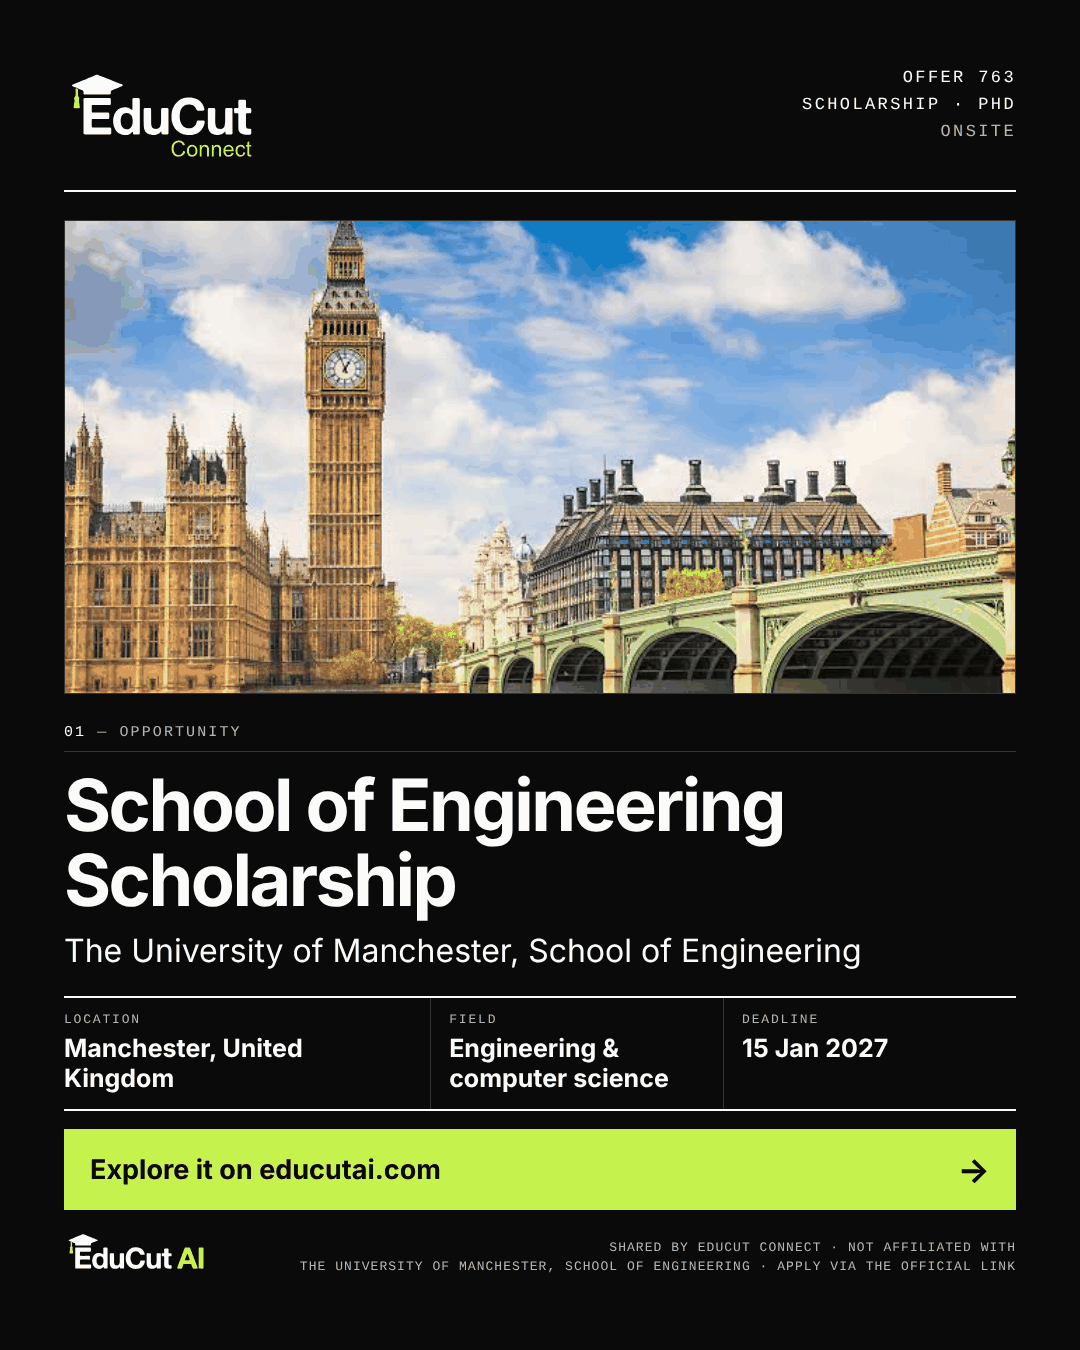 EduCut
Connect
OFFER 763
SCHOLARSHIP · PHD
ONSITE
01 — OPPORTUNITY
School of Engineering
Scholarship
The University of Manchester, School of Engineering
LOCATION
Manchester, United
Kingdom
FIELD
Engineering &
computer science
DEADLINE
15 Jan 2027
Explore it on educutai.com
EduCut AI
SHARED BY EDUCUT CONNECT · NOT AFFILIATED WITH
THE UNIVERSITY OF MANCHESTER, SCHOOL OF ENGINEERING · APPLY VIA THE OFFICIAL LINK